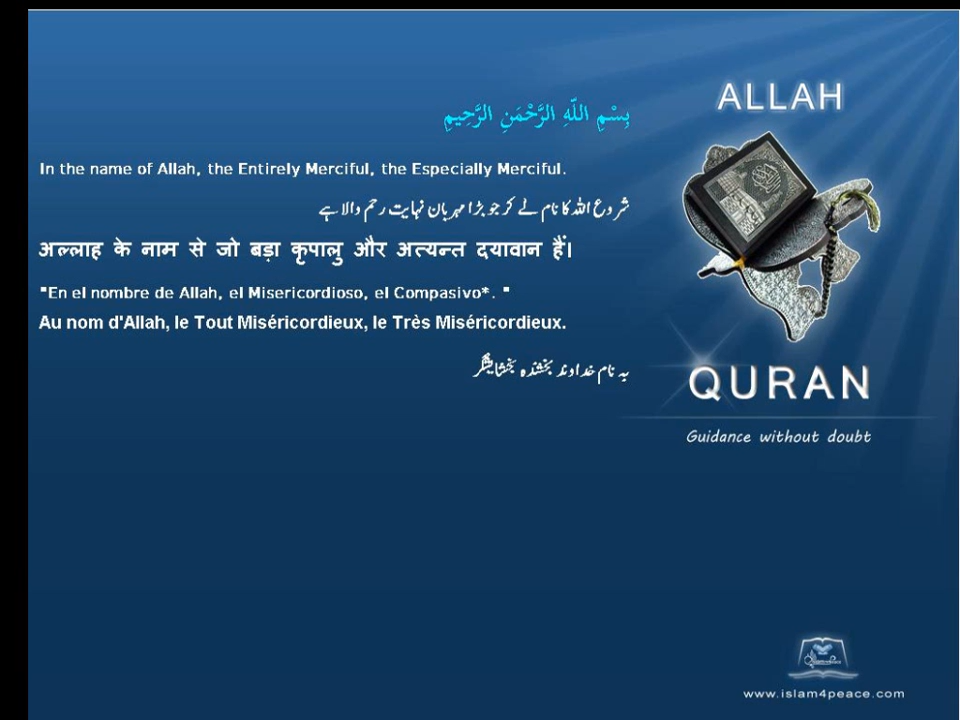 بِسْمِ اللّهِ الرَّحْمَنِ الرَّحِيمِ
In the name of Allah, the Entirely Merciful, the Especially Merciful.
شروع الله کا نام لے کر جو بڑا مہربان نہایت رحم والا ہے
अल्लाह के नाम से जो बड़ा कृपालु और अत्यन्त दयावान हैं।
"En el nombre de Allah, el Misericordioso, el Compasivo*. "
Au nom d'Allah, le Tout Miséricordieux, le Très Miséricordieux.
به نام خداوند بخشنده بخشایشگر
ALLAH
QURAN
Guidance without doubt
www.islam4peace.com